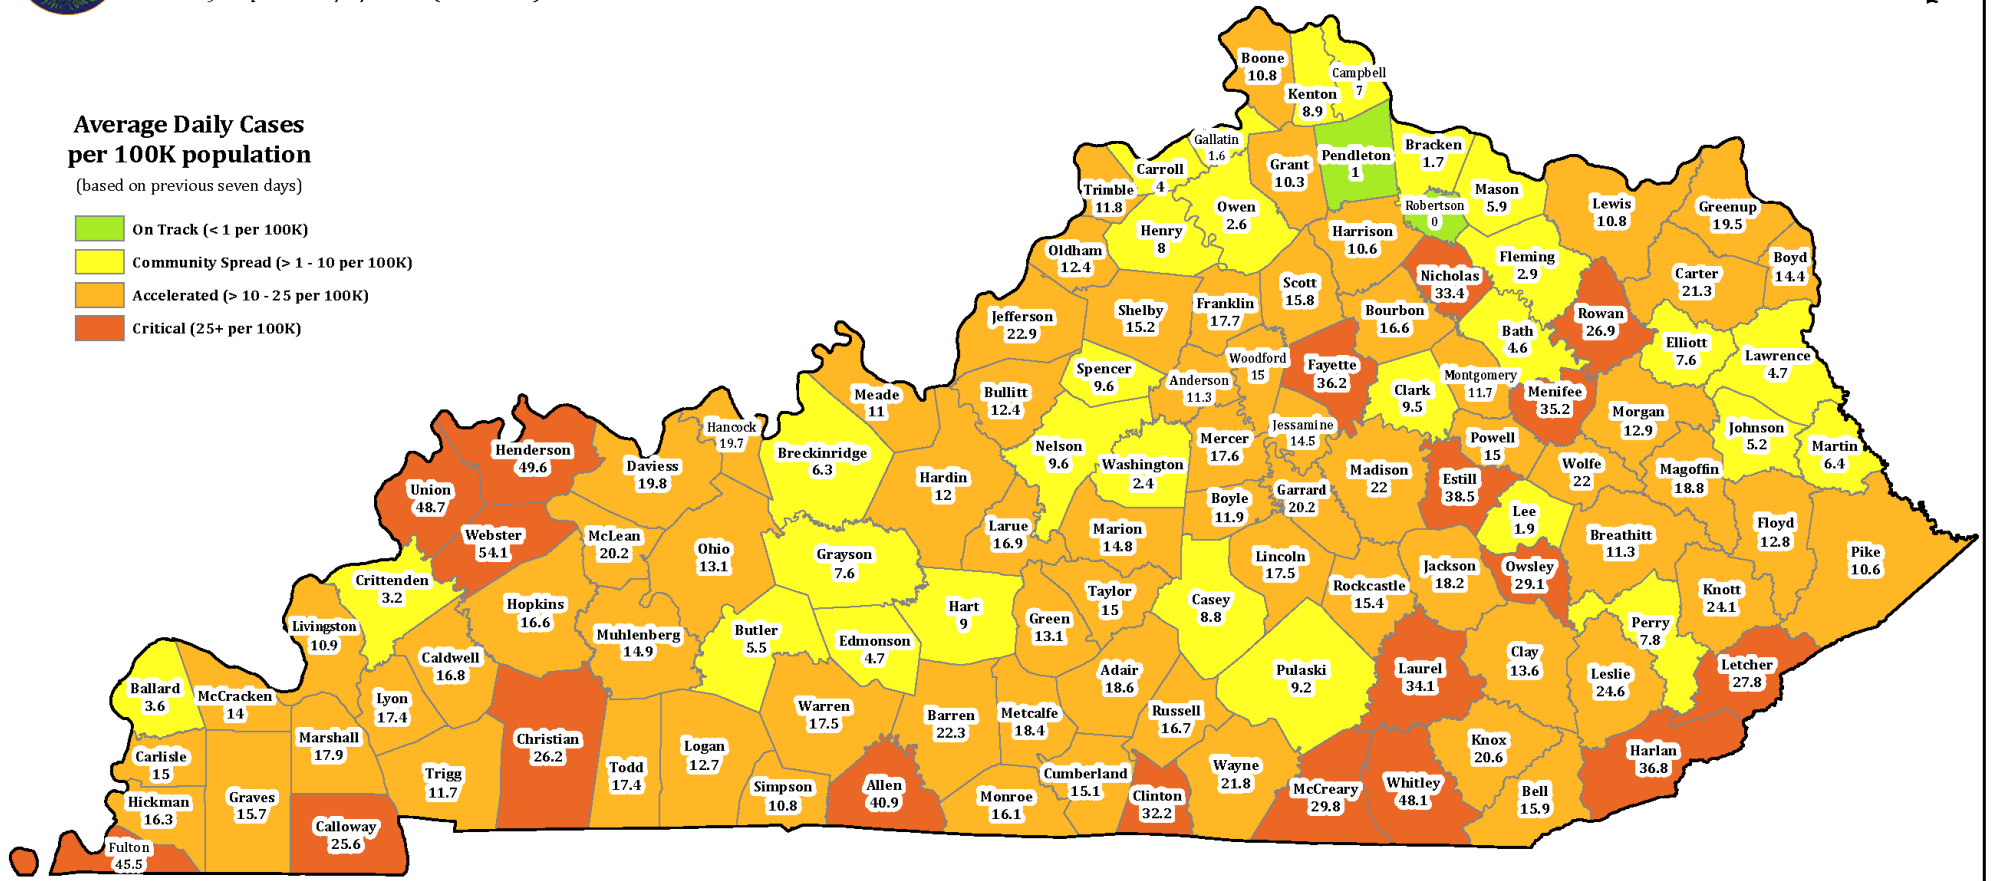 Average Daily Cases
per 100K population
(based on previous seven days)
On Track (< 1 per 100K)
Community Spread (> 1 - 10 per 100K)
Accelerated (> 10 - 25 per 100K)
Critical (25+ per 100K)
Boone
10.8
Kenton
8.9
Campbell
7
Gallatin
1.6
Carroll
4
Trimble
11.8
Grant
10.3
Pendleton
1
Bracken
1.7
Mason
5.9
Robertson
0
Lewis
10.8
Greenup
19.5
Owen
2.6
Henry
8
Oldham
12.4
Harrison
10.6
Nicholas
33.4
Fleming
2.9
Carter
21.3
Boyd
14.4
Jefferson
22.9
Shelby
15.2
Franklin
17.7
Scott
15.8
Bourbon
16.6
Bath
4.6
Rowan
26.9
Elliott
7.6
Lawrence
4.7
Meade
11
Bullitt
12.4
Spencer
9.6
Anderson
11.3
Woodford
15
Fayette
36.2
Clark
9.5
Montgomery
11.7
Menifee
35.2
Morgan
12.9
Johnson
5.2
Martin
6.4
Henderson
49.6
Union
48.7
Webster
54.1
Daviess
19.8
Hancock
19.7
Breckinridge
6.3
Hardin
12
Nelson
9.6
Washington
2.4
Mercer
17.6
Jessamine
14.5
Madison
22
Powell
15
Estill
38.5
Wolfe
22
Magoffin
18.8
Boyle
11.9
Garrard
20.2
Lee
1.9
Breathitt
11.3
Floyd
12.8
Pike
10.6
McLean
20.2
Ohio
13.1
Grayson
7.6
Larue
16.9
Marion
14.8
Lincoln
17.5
Rockcastle
15.4
Jackson
18.2
Owsley
29.1
Knott
24.1
Crittenden
3.2
Livingston
10.9
Hopkins
16.6
Muhlenberg
14.9
Butler
5.5
Edmonson
4.7
Hart
9
Green
13.1
Taylor
15
Casey
8.8
Perry
7.8
Caldwell
16.8
Lyon
17.4
Ballard
3.6
McCracken
14
Adair
18.6
Pulaski
9.2
Laurel
34.1
Clay
13.6
Leslie
24.6
Letcher
27.8
Carlisle
15
Marshall
17.9
Trigg
11.7
Christian
26.2
Todd
17.4
Logan
12.7
Warren
17.5
Barren
22.3
Metcalfe
18.4
Russell
16.7
Knox
20.6
Harlan
36.8
Hickman
16.3
Graves
15.7
Calloway
25.6
Fulton
45.5
Simpson
10.8
Allen
40.9
Monroe
16.1
Cumberland
15.1
Clinton
32.2
Wayne
21.8
McCreary
29.8
Whitley
48.1
Bell
15.9